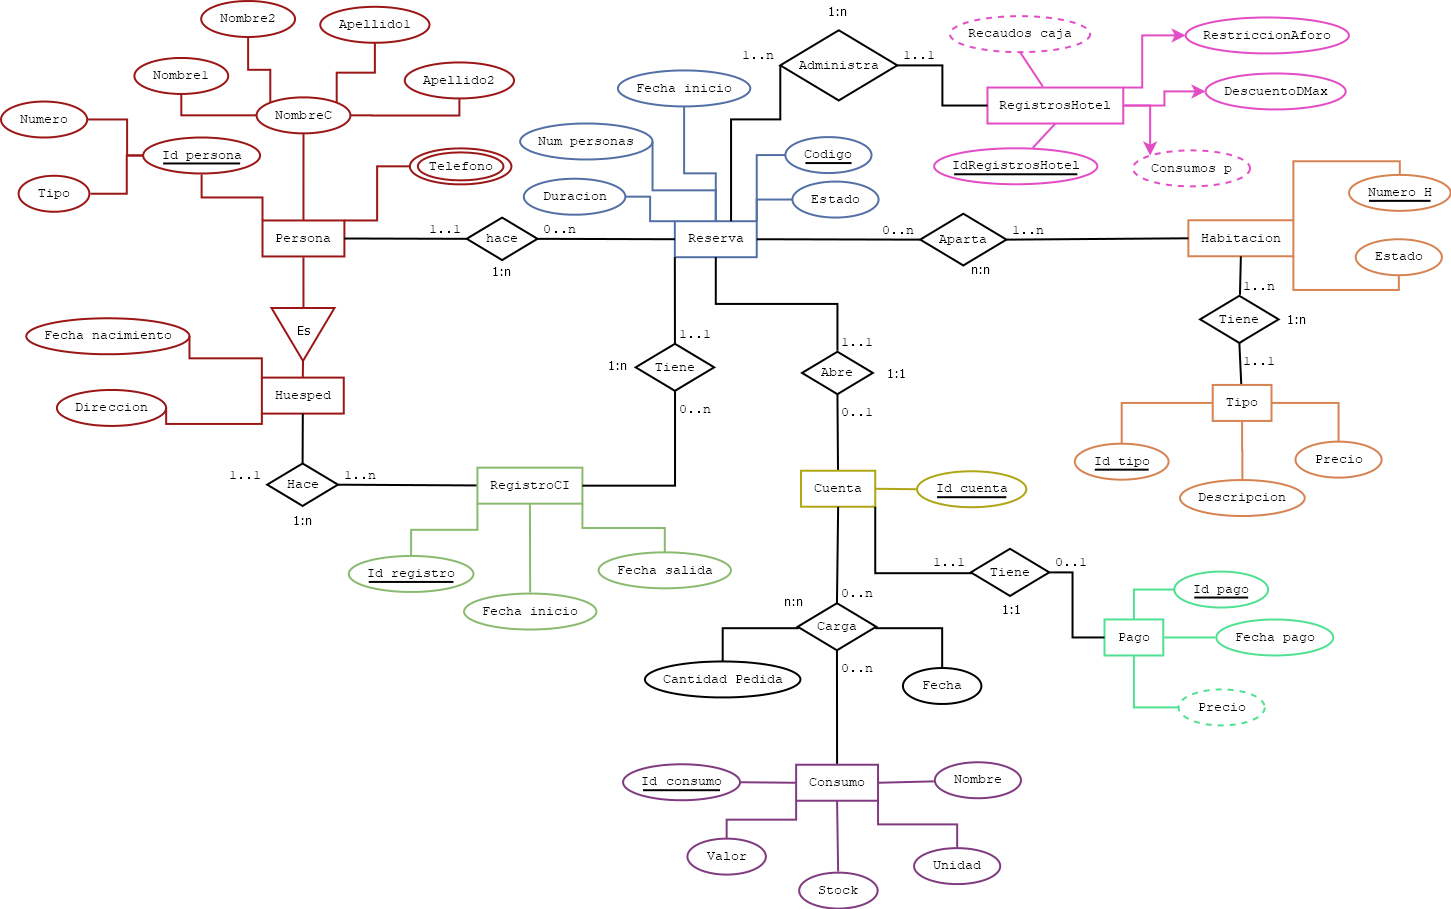 Nombre2
Apellido1
1:n
Recaudos caja
RestriccionAforo
Nombre1
Apellido2
1..n
Administra
1..1
Fecha inicio
DescuentoDMax
Numero
NombreC
RegistrosHotel
Num personas
Codigo
Id persona
Telefono
IdRegistrosHotel
Consumos p
Tipo
Duracion
Estado
Numero H
Persona
1..1
hace
0..n
Reserva
0..n
Aparta
1..n
Habitacion
Estado
1:n
n:n
1..n
Es
Tiene
1:n
Fecha nacimiento
1..1
1..1
1..1
1:n
Tiene
Abre
1:1
Huesped
Direccion
0..n
0..1
Tipo
Id tipo
Precio
Descripcion
1..1
Hace
1..n
RegistroCI
Cuenta
Id cuenta
1:n
Id registro
Fecha salida
Fecha inicio
1..1
Tiene
0..1
1:1
Id pago
0..n
n:n
Carga
Pago
Fecha pago
0..n
Cantidad Pedida
Fecha
Precio
Id consumo
Consumo
Nombre
Valor
Unidad
Stock